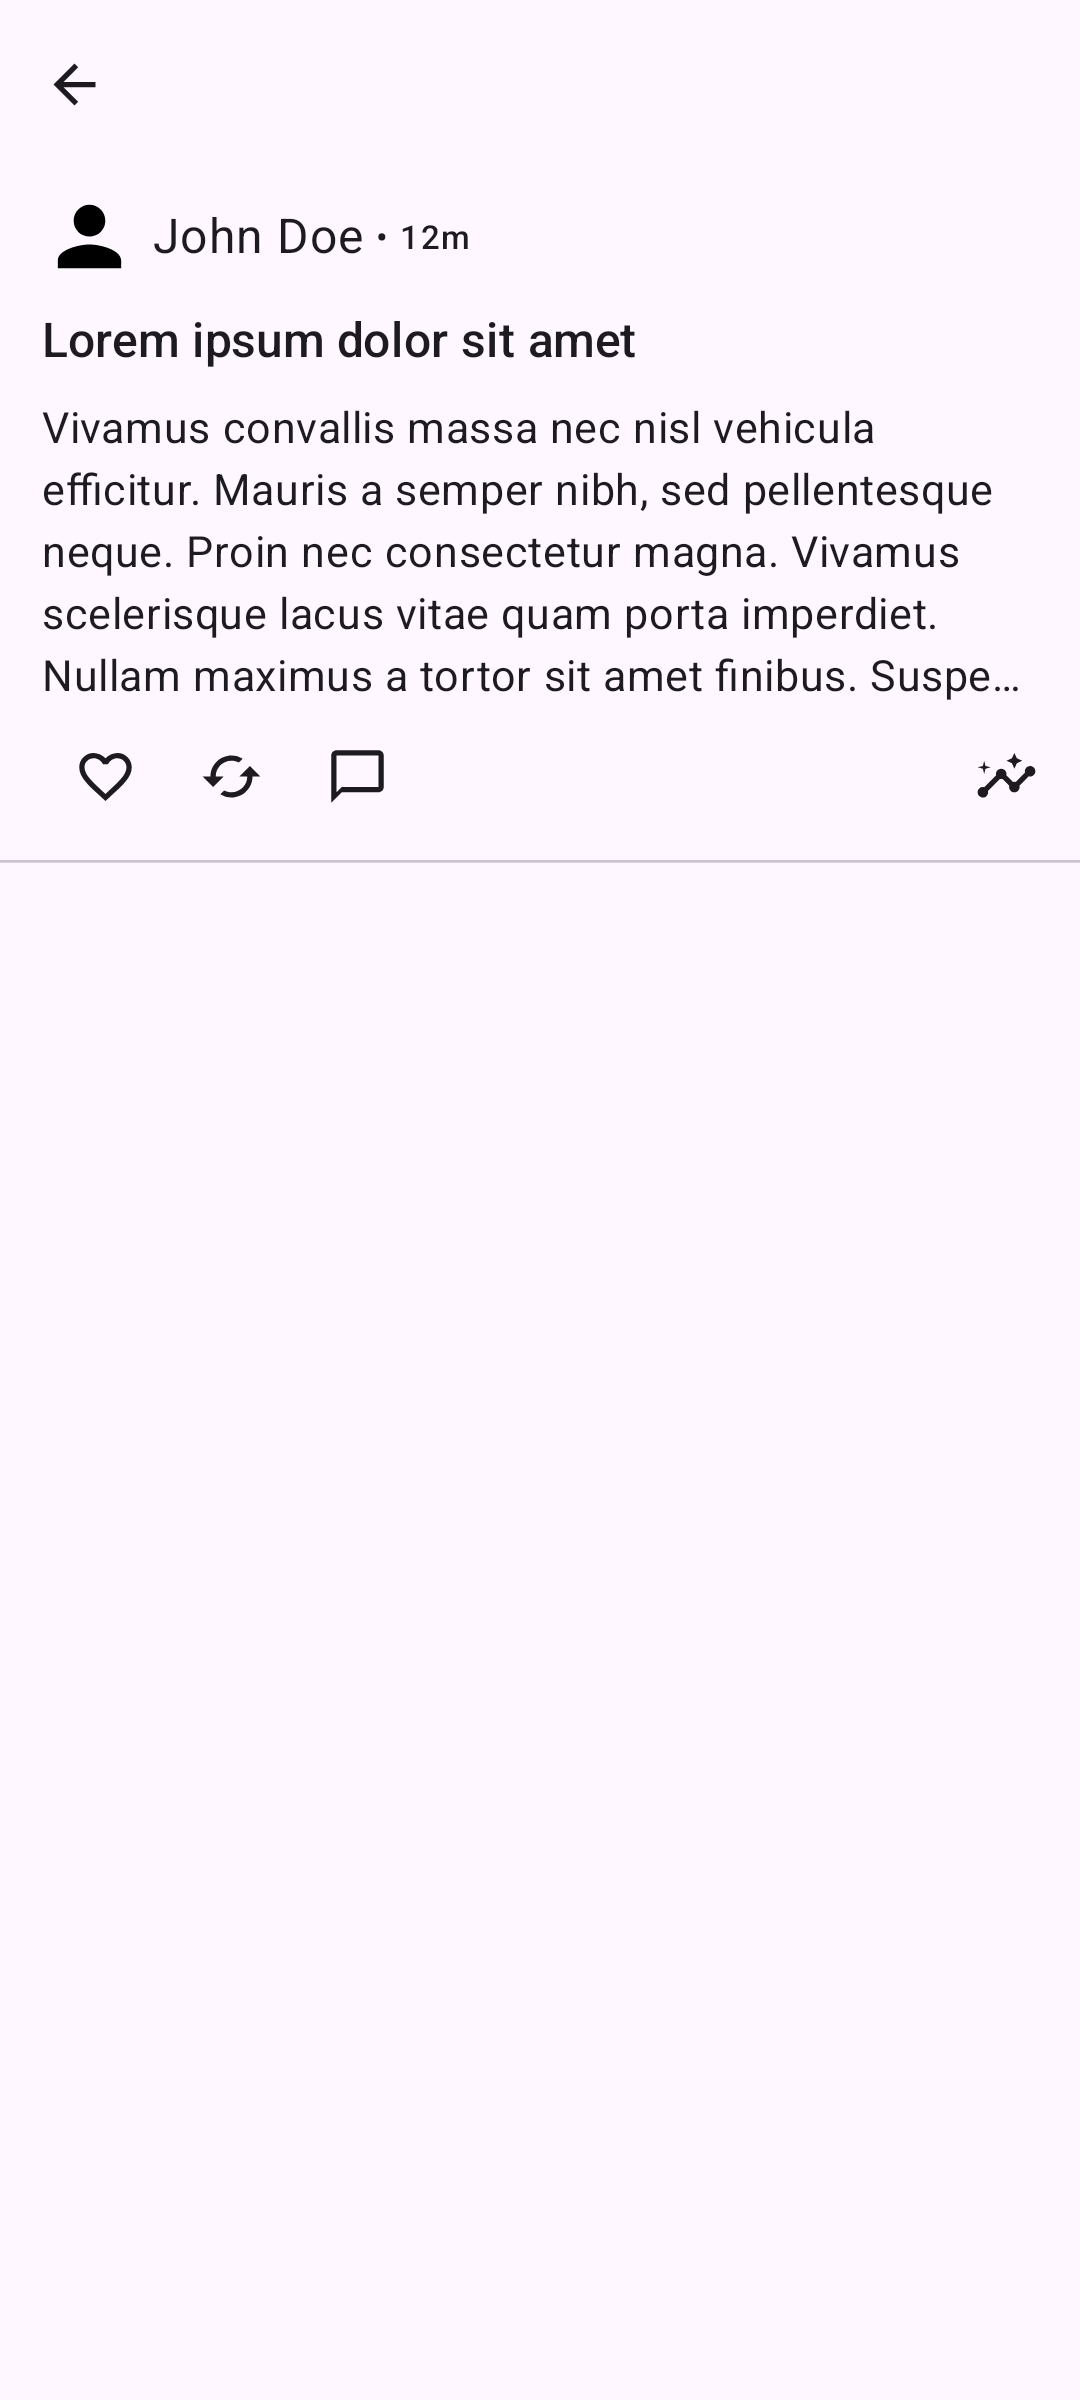 John Doe • 12m
Lorem ipsum dolor sit amet
Vivamus convallis massa nec nisl vehicula
efficitur. Mauris a semper nibh, sed pellentesque
neque. Proin nec consectetur magna. Vivamus
scelerisque lacus vitae quam porta imperdiet.
Nullam maximus a tortor sit amet finibus. Suspe…